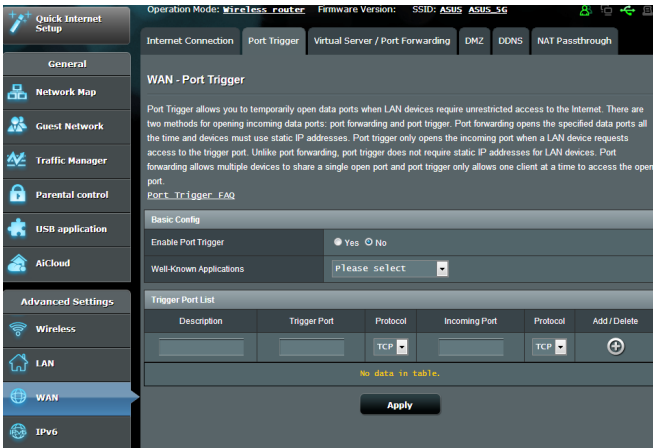 Quick Internet
Setup
Operation Mode: Wireless router Firmware Version: SSID: ASUS ASUS_5G
Internet Connection Port Trigger Virtual Server / Port Forwarding DMZ DDNS NAT Passthrough
General
Network Map
Guest Network
Traffic Manager
Parental control
USB application
AiCloud
Advanced Settings
Wireless
LAN
WAN
IPv6
WAN - Port Trigger
Port Trigger allows you to temporarily open data ports when LAN devices require unrestricted access to the Internet. There are
two methods for opening incoming data ports: port forwarding and port trigger. Port forwarding opens the specified data ports all
the time and devices must use static IP addresses. Port trigger only opens the incoming port when a LAN device requests
access to the trigger port. Unlike port forwarding, port trigger does not require static IP addresses for LAN devices. Port
forwarding allows multiple devices to share a single open port and port trigger only allows one client at a time to access the open
port.
Port Trigger FAQ
Basic Config
Enable Port Trigger Yes No
Well-Known Applications Please select
Trigger Port List
Description Trigger Port Protocol Incoming Port Protocol Add / Delete
TCP TCP
No data in table.
Apply